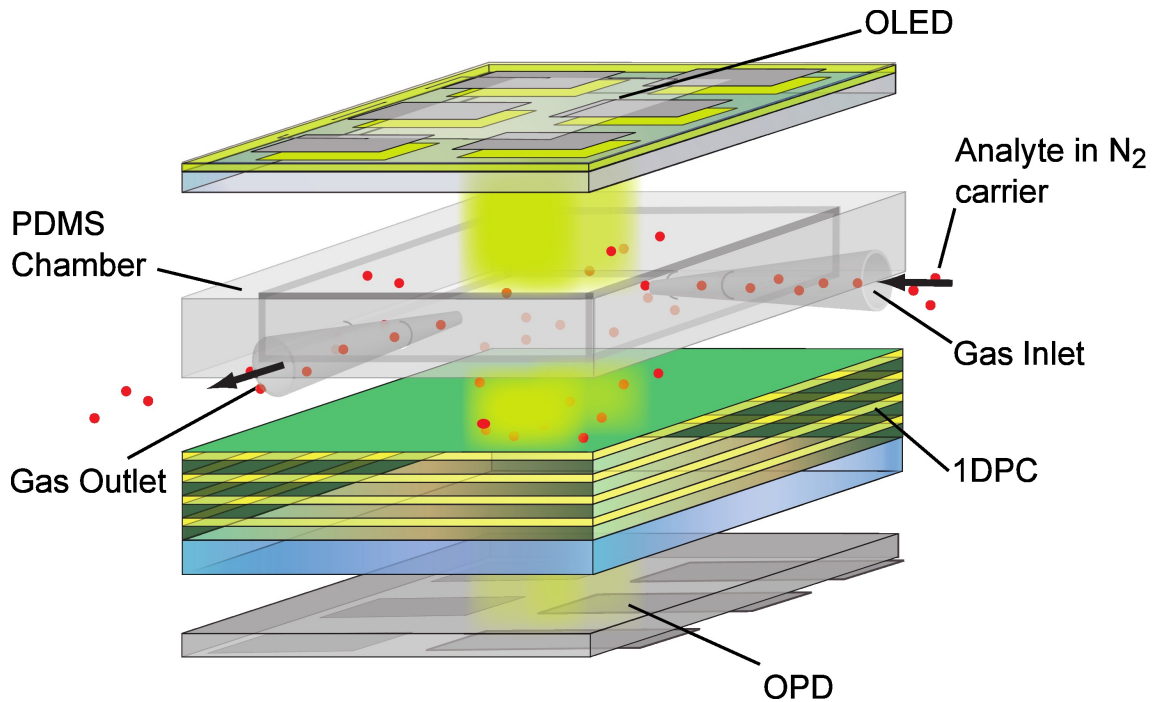 OLED
Analyte in N2
carrier
PDMS
Chamber
Gas Inlet
Gas Outlet
1DPC
OPD